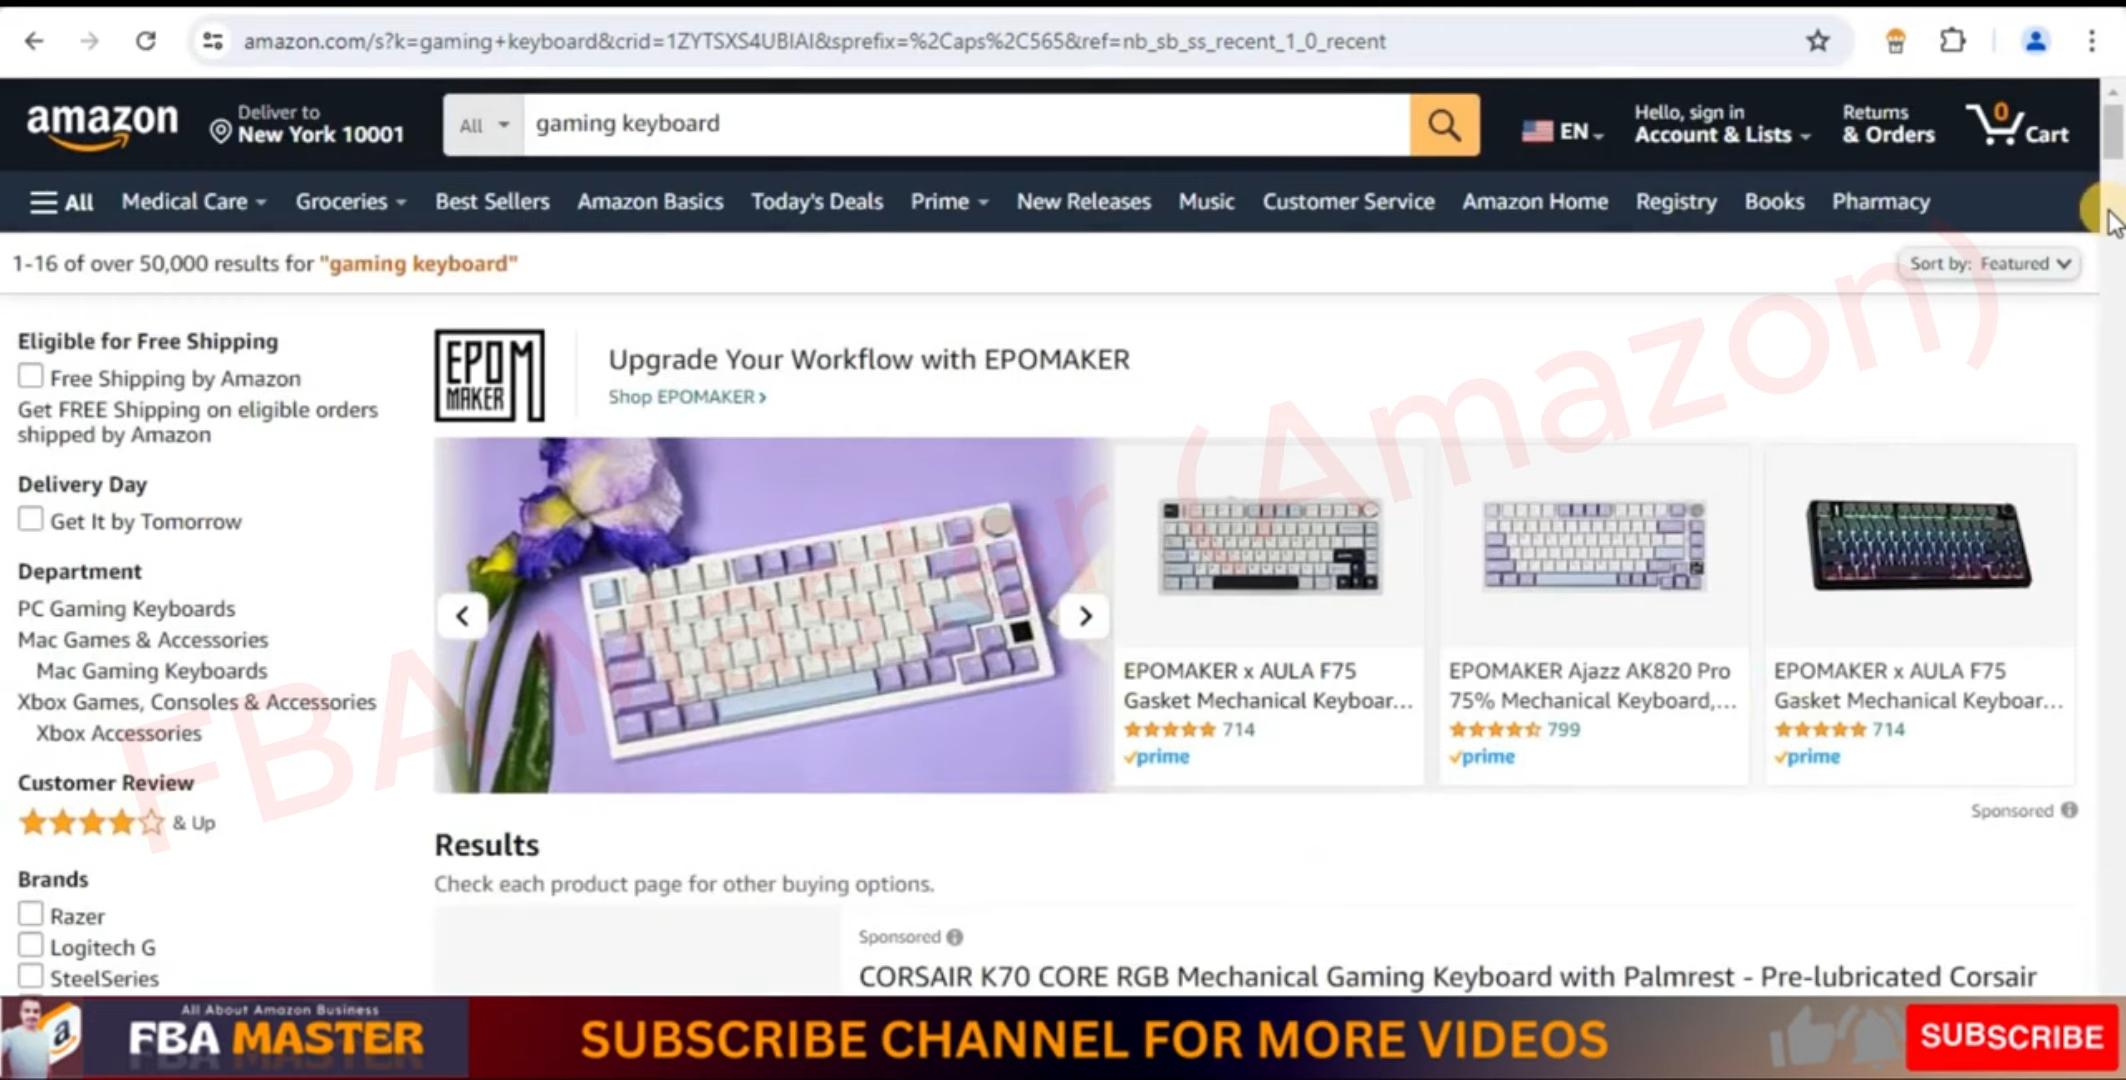 amazon.com/s?k=gaming+keyboard&crid=1ZYTSXS4UBIAI&sprefix=%2Caps%2C565&ref=nb_sb_ss_recent_1_0_recent
amazon
Deliver to
New York 10001
All
gaming keyboard
EN
Hello, sign in
Account & Lists
Returns
& Orders
0
Cart
All
Medical Care
Groceries
Best Sellers
Amazon Basics
Today's Deals
Prime
New Releases
Music
Customer Service
Amazon Home
Registry
Books
Pharmacy
1-16 of over 50,000 results for "gaming keyboard"
Sort by: Featured
Eligible for Free Shipping
Free Shipping by Amazon
Get FREE Shipping on eligible orders
shipped by Amazon
Delivery Day
Get It by Tomorrow
Department
PC Gaming Keyboards
Mac Games & Accessories
Mac Gaming Keyboards
Xbox Games, Consoles & Accessories
Xbox Accessories
Customer Review
& Up
Brands
Razer
Logitech G
SteelSeries
EPOMAKER
Upgrade Your Workflow with EPOMAKER
Shop EPOMAKER ›
EPOMAKER x AULA F75
Gasket Mechanical Keyboar...
714
prime
EPOMAKER Ajazz AK820 Pro
75% Mechanical Keyboard,...
799
prime
EPOMAKER x AULA F75
Gasket Mechanical Keyboar...
714
prime
Sponsored
Results
Check each product page for other buying options.
Sponsored
CORSAIR K70 CORE RGB Mechanical Gaming Keyboard with Palmrest - Pre-lubricated Corsair
FBA Master (Amazon)
All About Amazon Business
FBA MASTER
SUBSCRIBE CHANNEL FOR MORE VIDEOS
SUBSCRIBE